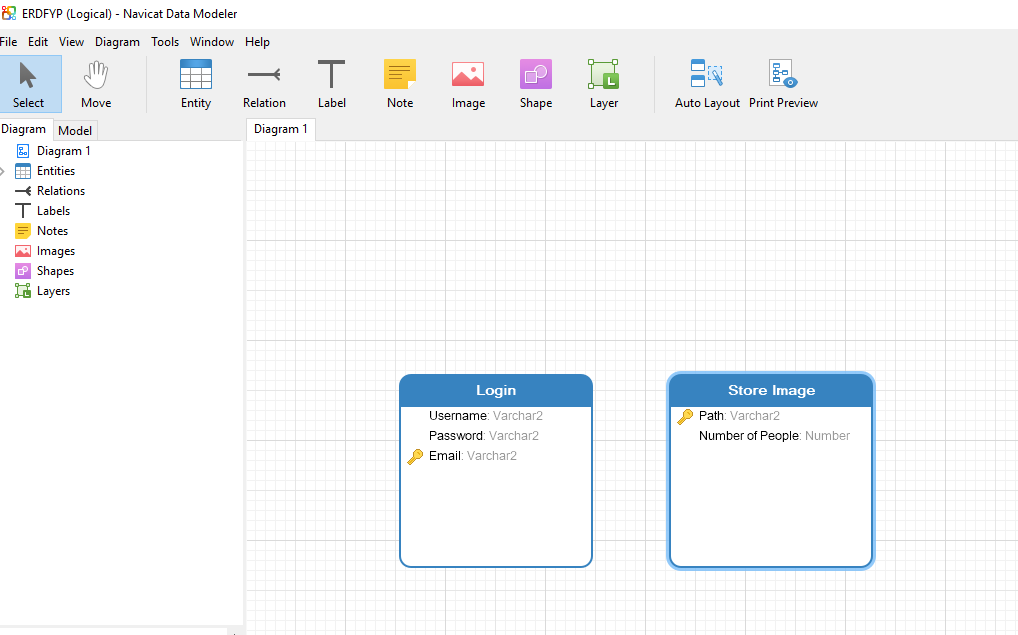 ERDFYP (Logical) - Navicat Data Modeler
File Edit View Diagram Tools Window Help
Select Move Entity Relation Label Note Image Shape Layer Auto Layout Print Preview
Diagram Model Diagram 1
Diagram 1
Entities
Relations
Labels
Notes
Images
Shapes
Layers
Login
Username: Varchar2
Password: Varchar2
Email: Varchar2
Store Image
Path: Varchar2
Number of People: Number